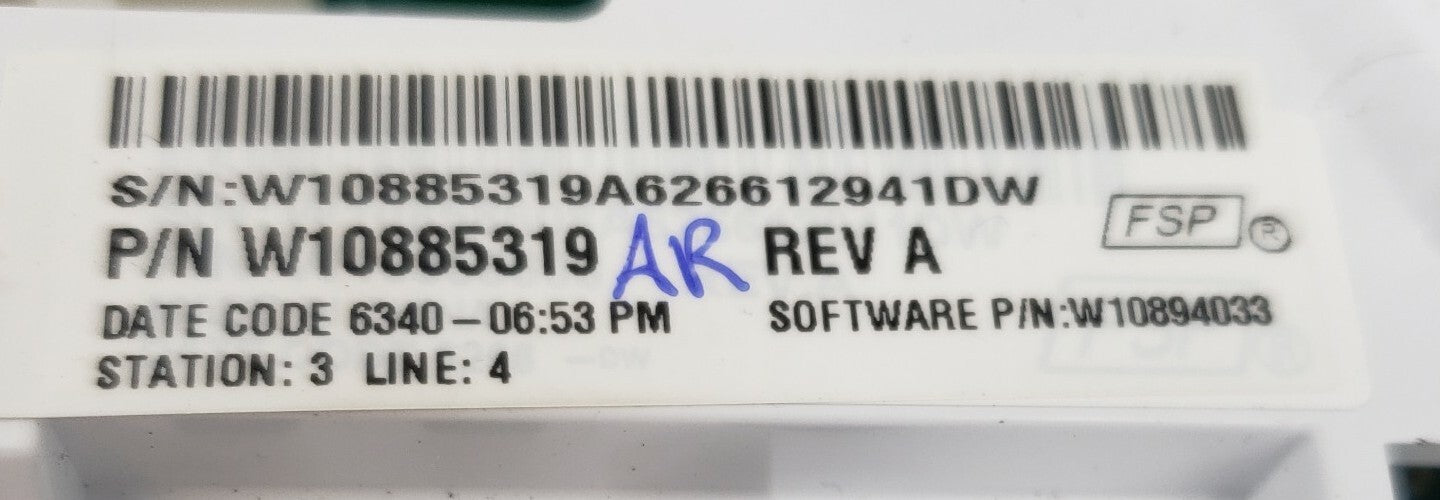 S/N:W10885319A626612941DW
P/N W10885319 AR REV A
FSP ®
DATE CODE 6340-06:53 PM SOFTWARE P/N:W10894033
STATION: 3 LINE: 4